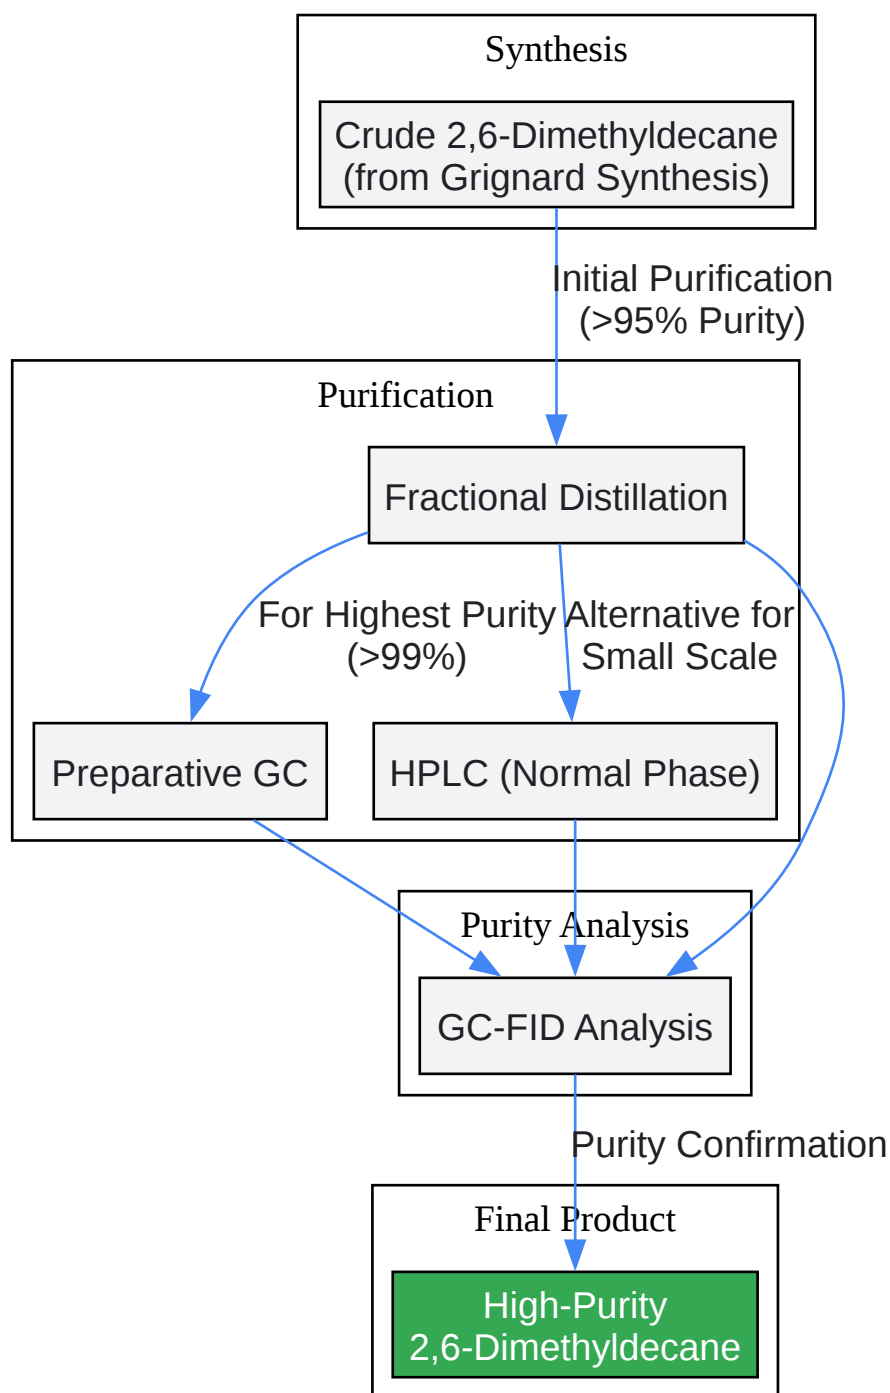 Synthesis
Crude 2,6-Dimethyldecane
(from Grignard Synthesis)
Initial Purification
(>95% Purity)
Purification
Fractional Distillation
For Highest Purity
(>99%)
Alternative for
Small Scale
Preparative GC
HPLC (Normal Phase)
Purity Analysis
GC-FID Analysis
Purity Confirmation
Final Product
High-Purity
2,6-Dimethyldecane